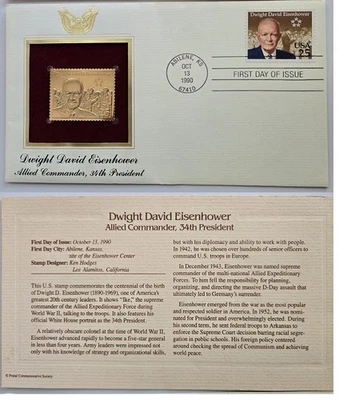 Dwight David Eisenhower
USA
25
ABILENE, KS
OCT
13
1990
67410
FIRST DAY OF ISSUE
Dwight David Eisenhower
Allied Commander, 34th President
Dwight David Eisenhower
Allied Commander, 34th President
First Day of Issue: October 13, 1990
First Day City: Abilene, Kansas,
site of the Eisenhower Center
Stamp Designer: Ken Hodges
Los Alamitos, California
This U.S. stamp commemorates the centennial of the birth
of Dwight D. Eisenhower (1890-1969), one of America's
greatest 20th century leaders. It shows "Ike," the supreme
commander of the Allied Expeditionary Force during World
War II, talking to the troops. It also features his
official White House portrait as the 34th President.
A relatively obscure colonel at the time of World War II,
Eisenhower advanced rapidly to become a five-star general
in less than four years. Army leaders were impressed not
only with his knowledge of strategy and organizational skills,
but with his diplomacy and ability to work with people.
In 1942, he was chosen over hundreds of senior officers to
command U.S. troops in Europe.
In December 1943, Eisenhower was named supreme
commander of the multi-national Allied Expeditionary
Forces. To him fell the responsibility for planning,
organizing, and directing the massive D-Day assault that
ultimately led to Germany's surrender.
Eisenhower emerged from the war as the most popular
and respected soldier in America. In 1952, he was nomi-
nated for President and overwhelmingly elected. During
his second term, he sent federal troops to Arkansas to
enforce the Supreme Court decision barring racial segre-
gation in public schools. His foreign policy centered
around checking the spread of Communism and achieving
world peace.
© Postal Commemorative Society